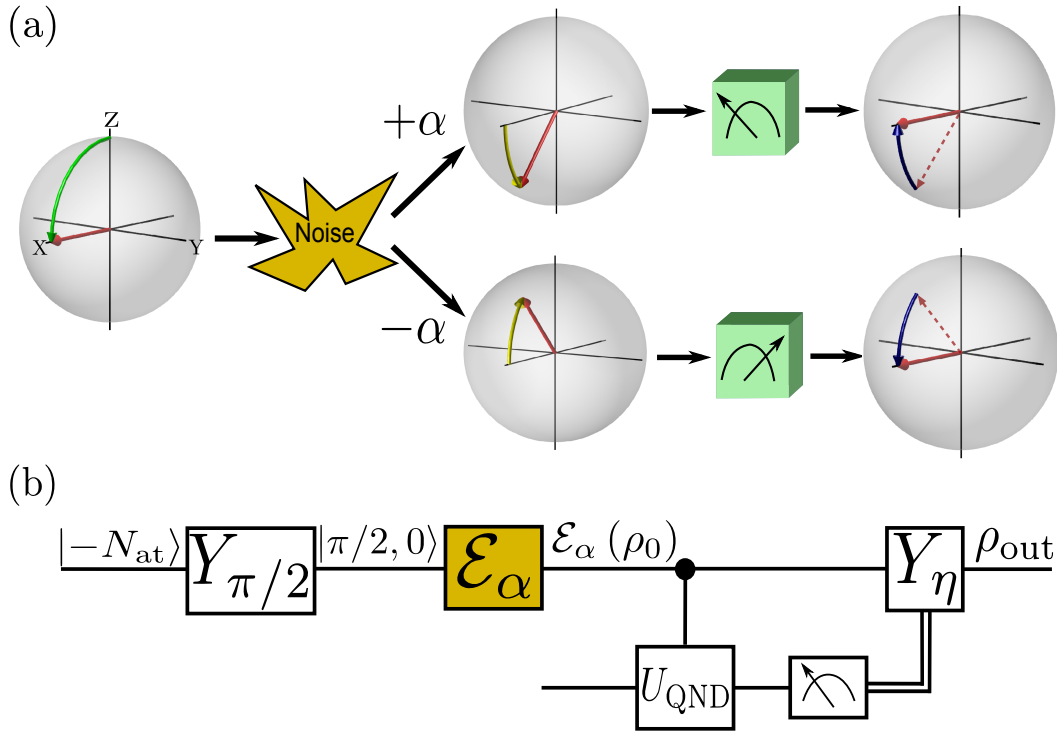 (a)
Z
X
Y
Noise
+α
−α
(b)
|−N_at⟩
Y_π/2
|π/2, 0⟩
ℰ_α
ℰ_α (ρ_0)
U_QND
Y_η
ρ_out